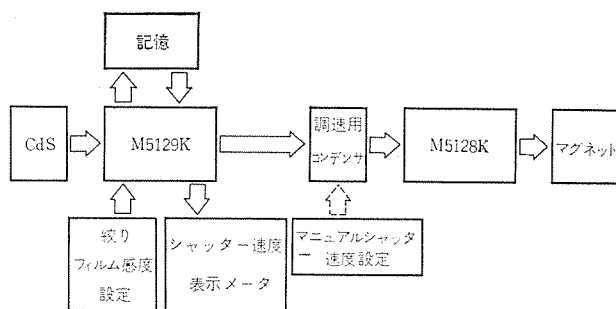 記憶
CdS
M5129K
調速用
コンデンサ
M5128K
マグネット
絞り
フィルム感度
設定
シャッター速度
表示メータ
マニュアルシャッタ
ー 速度設定